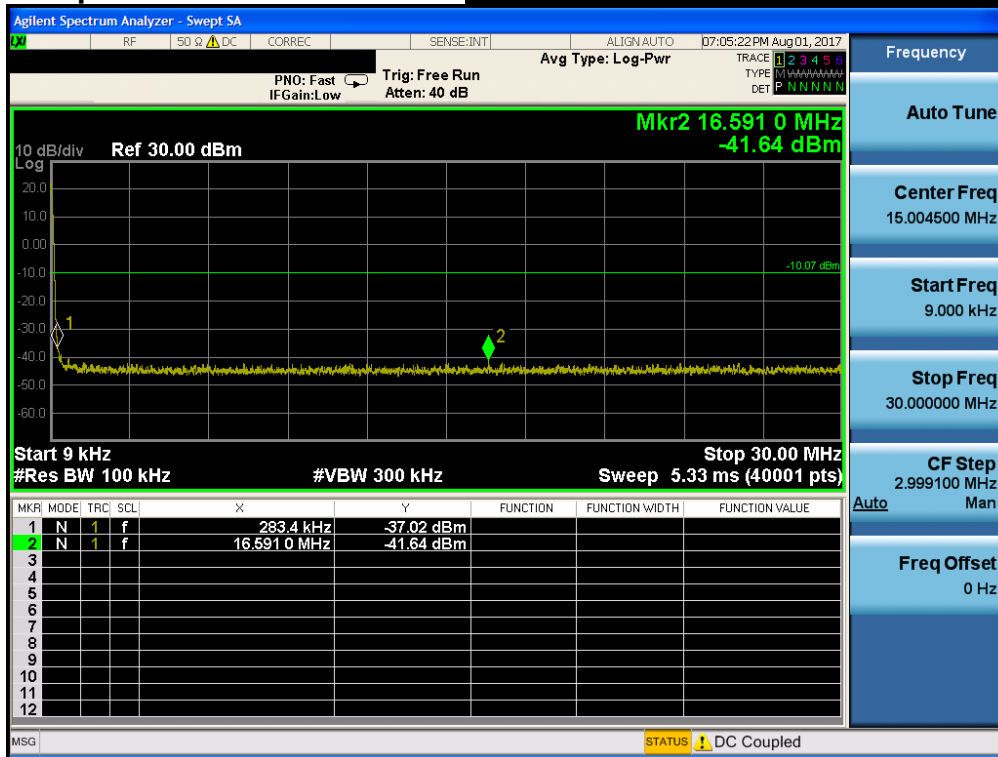 Agilent Spectrum Analyzer - Swept SA
LXI RF 50 Ω DC CORREC SENSE:INT ALIGN AUTO 07:05:22 PM Aug 01, 2017
Avg Type: Log-Pwr TRACE 1 2 3 4 5 6
PNO: Fast Trig: Free Run TYPE M WWWWW
IFGain:Low Atten: 40 dB DET P N N N N N
Mkr2 16.591 0 MHz
-41.64 dBm
10 dB/div Ref 30.00 dBm
Log
20.0
10.0
0.00
-10.07 dBm
-10.0
-20.0
-30.0
1
2
-40.0
-50.0
-60.0
Start 9 kHz Stop 30.00 MHz
#Res BW 100 kHz #VBW 300 kHz Sweep 5.33 ms (40001 pts)
MKR MODE TRC SCL X Y FUNCTION FUNCTION WIDTH FUNCTION VALUE
1 N 1 f 283.4 kHz -37.02 dBm
2 N 1 f 16.591 0 MHz -41.64 dBm
3
4
5
6
7
8
9
10
11
12
MSG STATUS DC Coupled
Frequency
Auto Tune
Center Freq
15.004500 MHz
Start Freq
9.000 kHz
Stop Freq
30.000000 MHz
CF Step
2.999100 MHz
Auto Man
Freq Offset
0 Hz